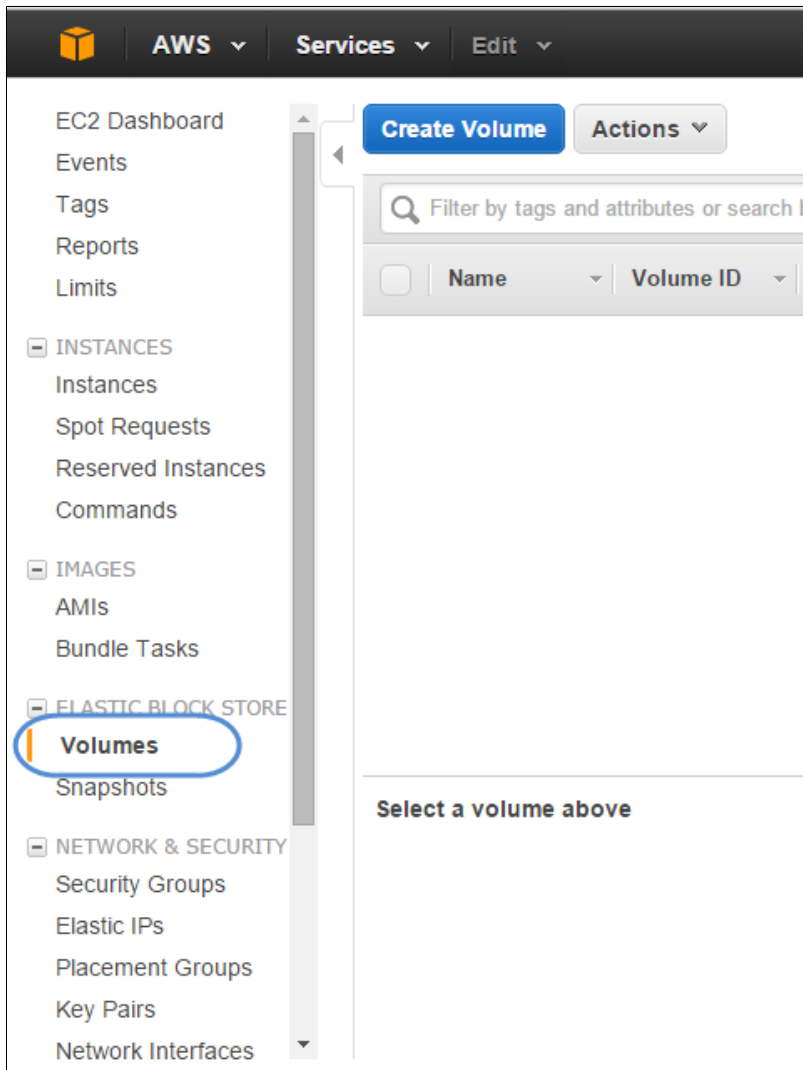 AWS Services Edit
EC2 Dashboard
Events
Tags
Reports
Limits
INSTANCES
Instances
Spot Requests
Reserved Instances
Commands
IMAGES
AMIs
Bundle Tasks
ELASTIC BLOCK STORE
Volumes
Snapshots
NETWORK & SECURITY
Security Groups
Elastic IPs
Placement Groups
Key Pairs
Network Interfaces
Create Volume Actions
Filter by tags and attributes or search
Name Volume ID
Select a volume above